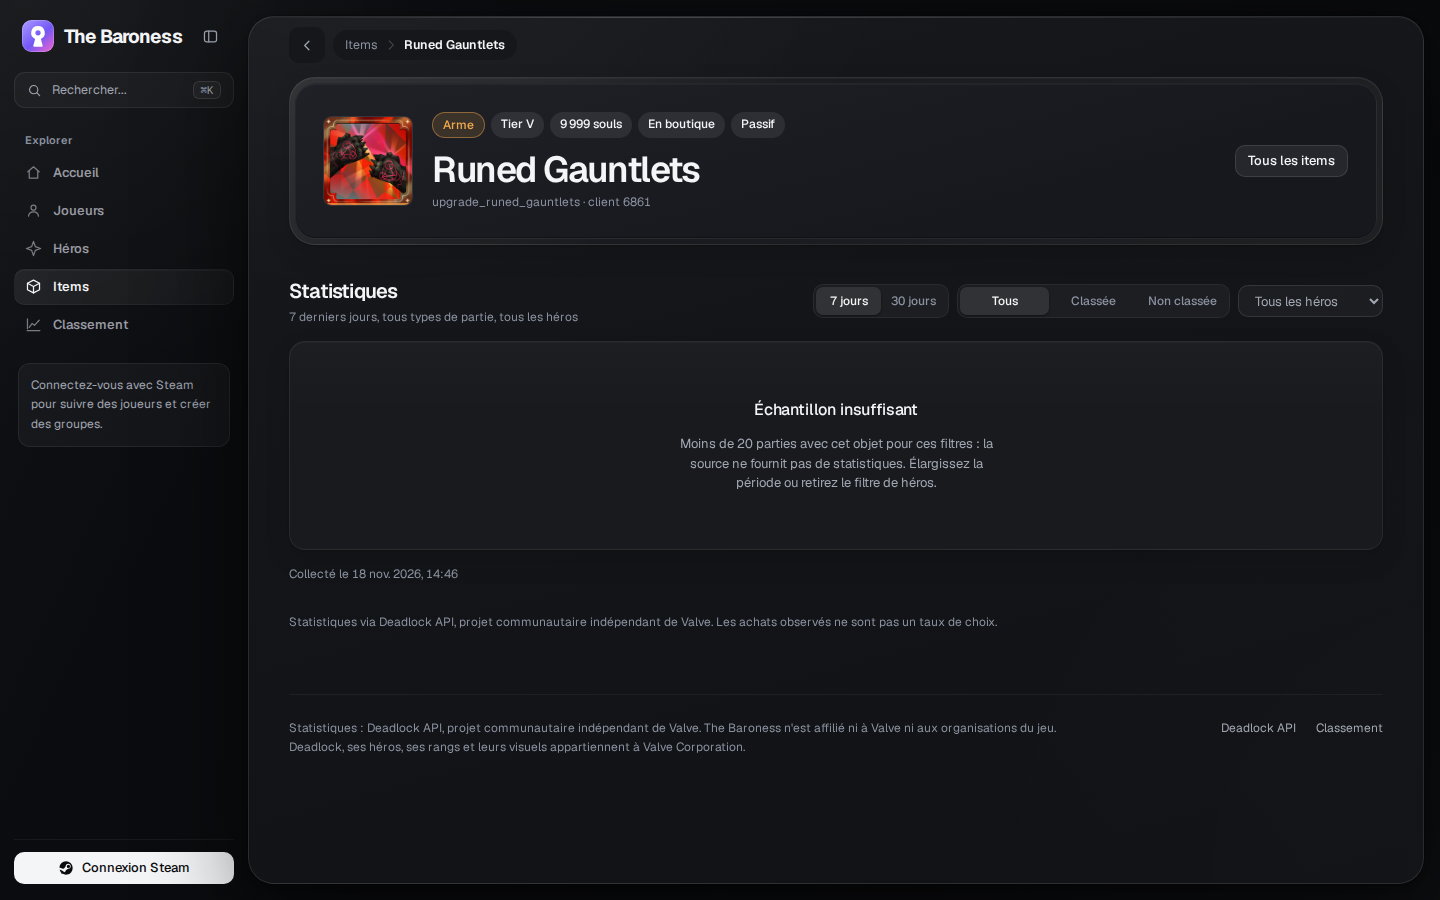 The Baroness
Rechercher...
⌘K
Explorer
Accueil
Joueurs
Héros
Items
Classement
Connectez-vous avec Steam
pour suivre des joueurs et créer
des groupes.
Connexion Steam
Items
Runed Gauntlets
Arme
Tier V
9 999 souls
En boutique
Passif
Runed Gauntlets
upgrade_runed_gauntlets · client 6861
Tous les items
Statistiques
7 derniers jours, tous types de partie, tous les héros
7 jours
30 jours
Tous
Classée
Non classée
Tous les héros
Échantillon insuffisant
Moins de 20 parties avec cet objet pour ces filtres : la
source ne fournit pas de statistiques. Élargissez la
période ou retirez le filtre de héros.
Collecté le 18 nov. 2026, 14:46
Statistiques via Deadlock API, projet communautaire indépendant de Valve. Les achats observés ne sont pas un taux de choix.
Statistiques : Deadlock API, projet communautaire indépendant de Valve. The Baroness n'est affilié ni à Valve ni aux organisations du jeu.
Deadlock, ses héros, ses rangs et leurs visuels appartiennent à Valve Corporation.
Deadlock API
Classement